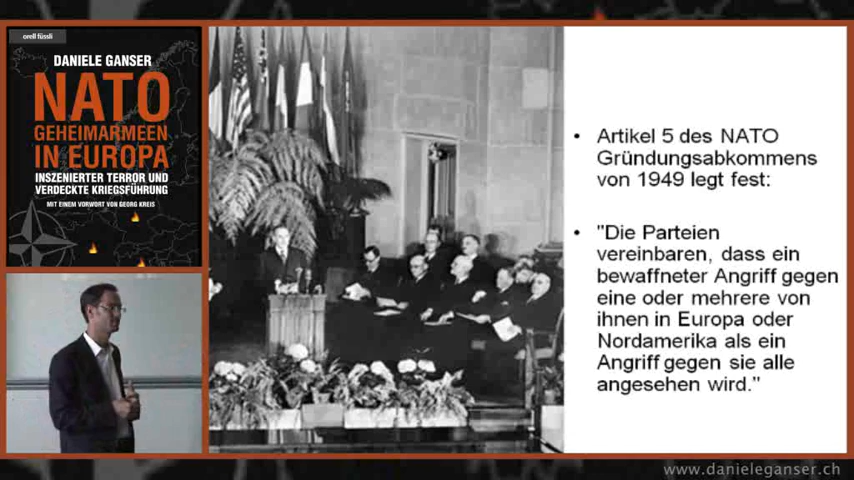 orell füssli
DANIELE GANSER
NATO
GEHEIMARMEEN
IN EUROPA
INSZENIERTER TERROR UND
VERDECKTE KRIEGSFÜHRUNG
MIT EINEM VORWORT VON GEORG KREIS
• Artikel 5 des NATO
Gründungsabkommens
von 1949 legt fest:
• "Die Parteien
vereinbaren, dass ein
bewaffneter Angriff gegen
eine oder mehrere von
ihnen in Europa oder
Nordamerika als ein
Angriff gegen sie alle
angesehen wird."
www.danieleganser.ch